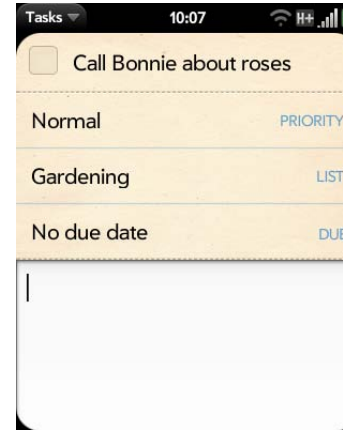 Tasks 10:07 H+
Call Bonnie about roses
Normal PRIORITY
Gardening LIST
No due date DUE